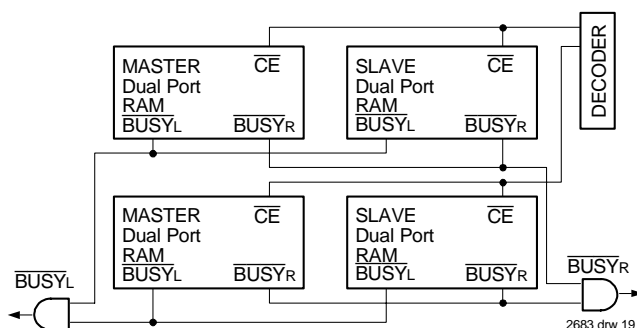 MASTER CE
Dual Port
RAM
BUSYL BUSYR
SLAVE CE
Dual Port
RAM
BUSYL BUSYR
DECODER
MASTER CE
Dual Port
RAM
BUSYL BUSYR
SLAVE CE
Dual Port
RAM
BUSYL BUSYR
BUSYL
BUSYR
2683 drw 19